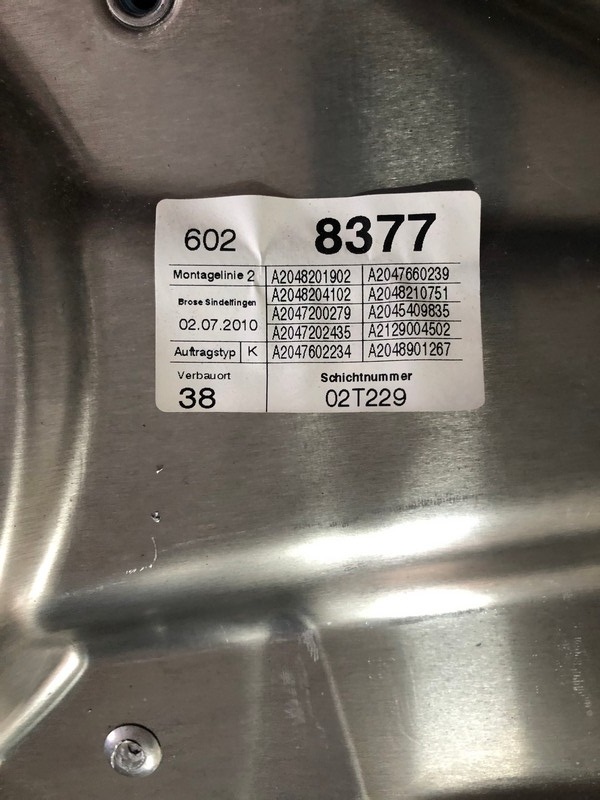 602 8377
Montagelinie 2 A2048201902 A2047660239
Brose Sindelfingen A2048204102 A2048210751
A2047200279 A2045409835
02.07.2010 A2047202435 A2129004502
Auftragstyp K A2047602234 A2048901267
Verbauort Schichtnummer
38 02T229